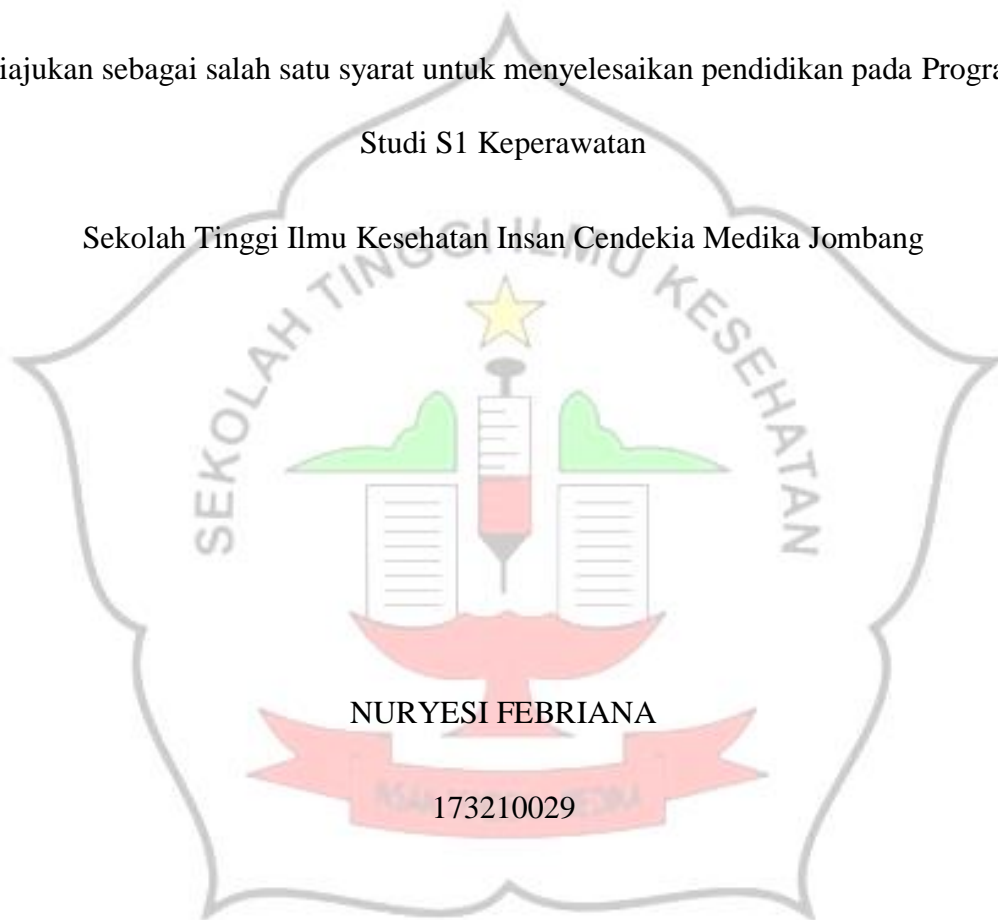 iajukan sebagai salah satu syarat untuk menyelesaikan pendidikan pada Progra
Studi S1 Keperawatan
Sekolah Tinggi Ilmu Kesehatan Insan Cendekia Medika Jombang
SEKOLAH TINGGI ILMU KESEHATAN
NURYESI FEBRIANA
173210029